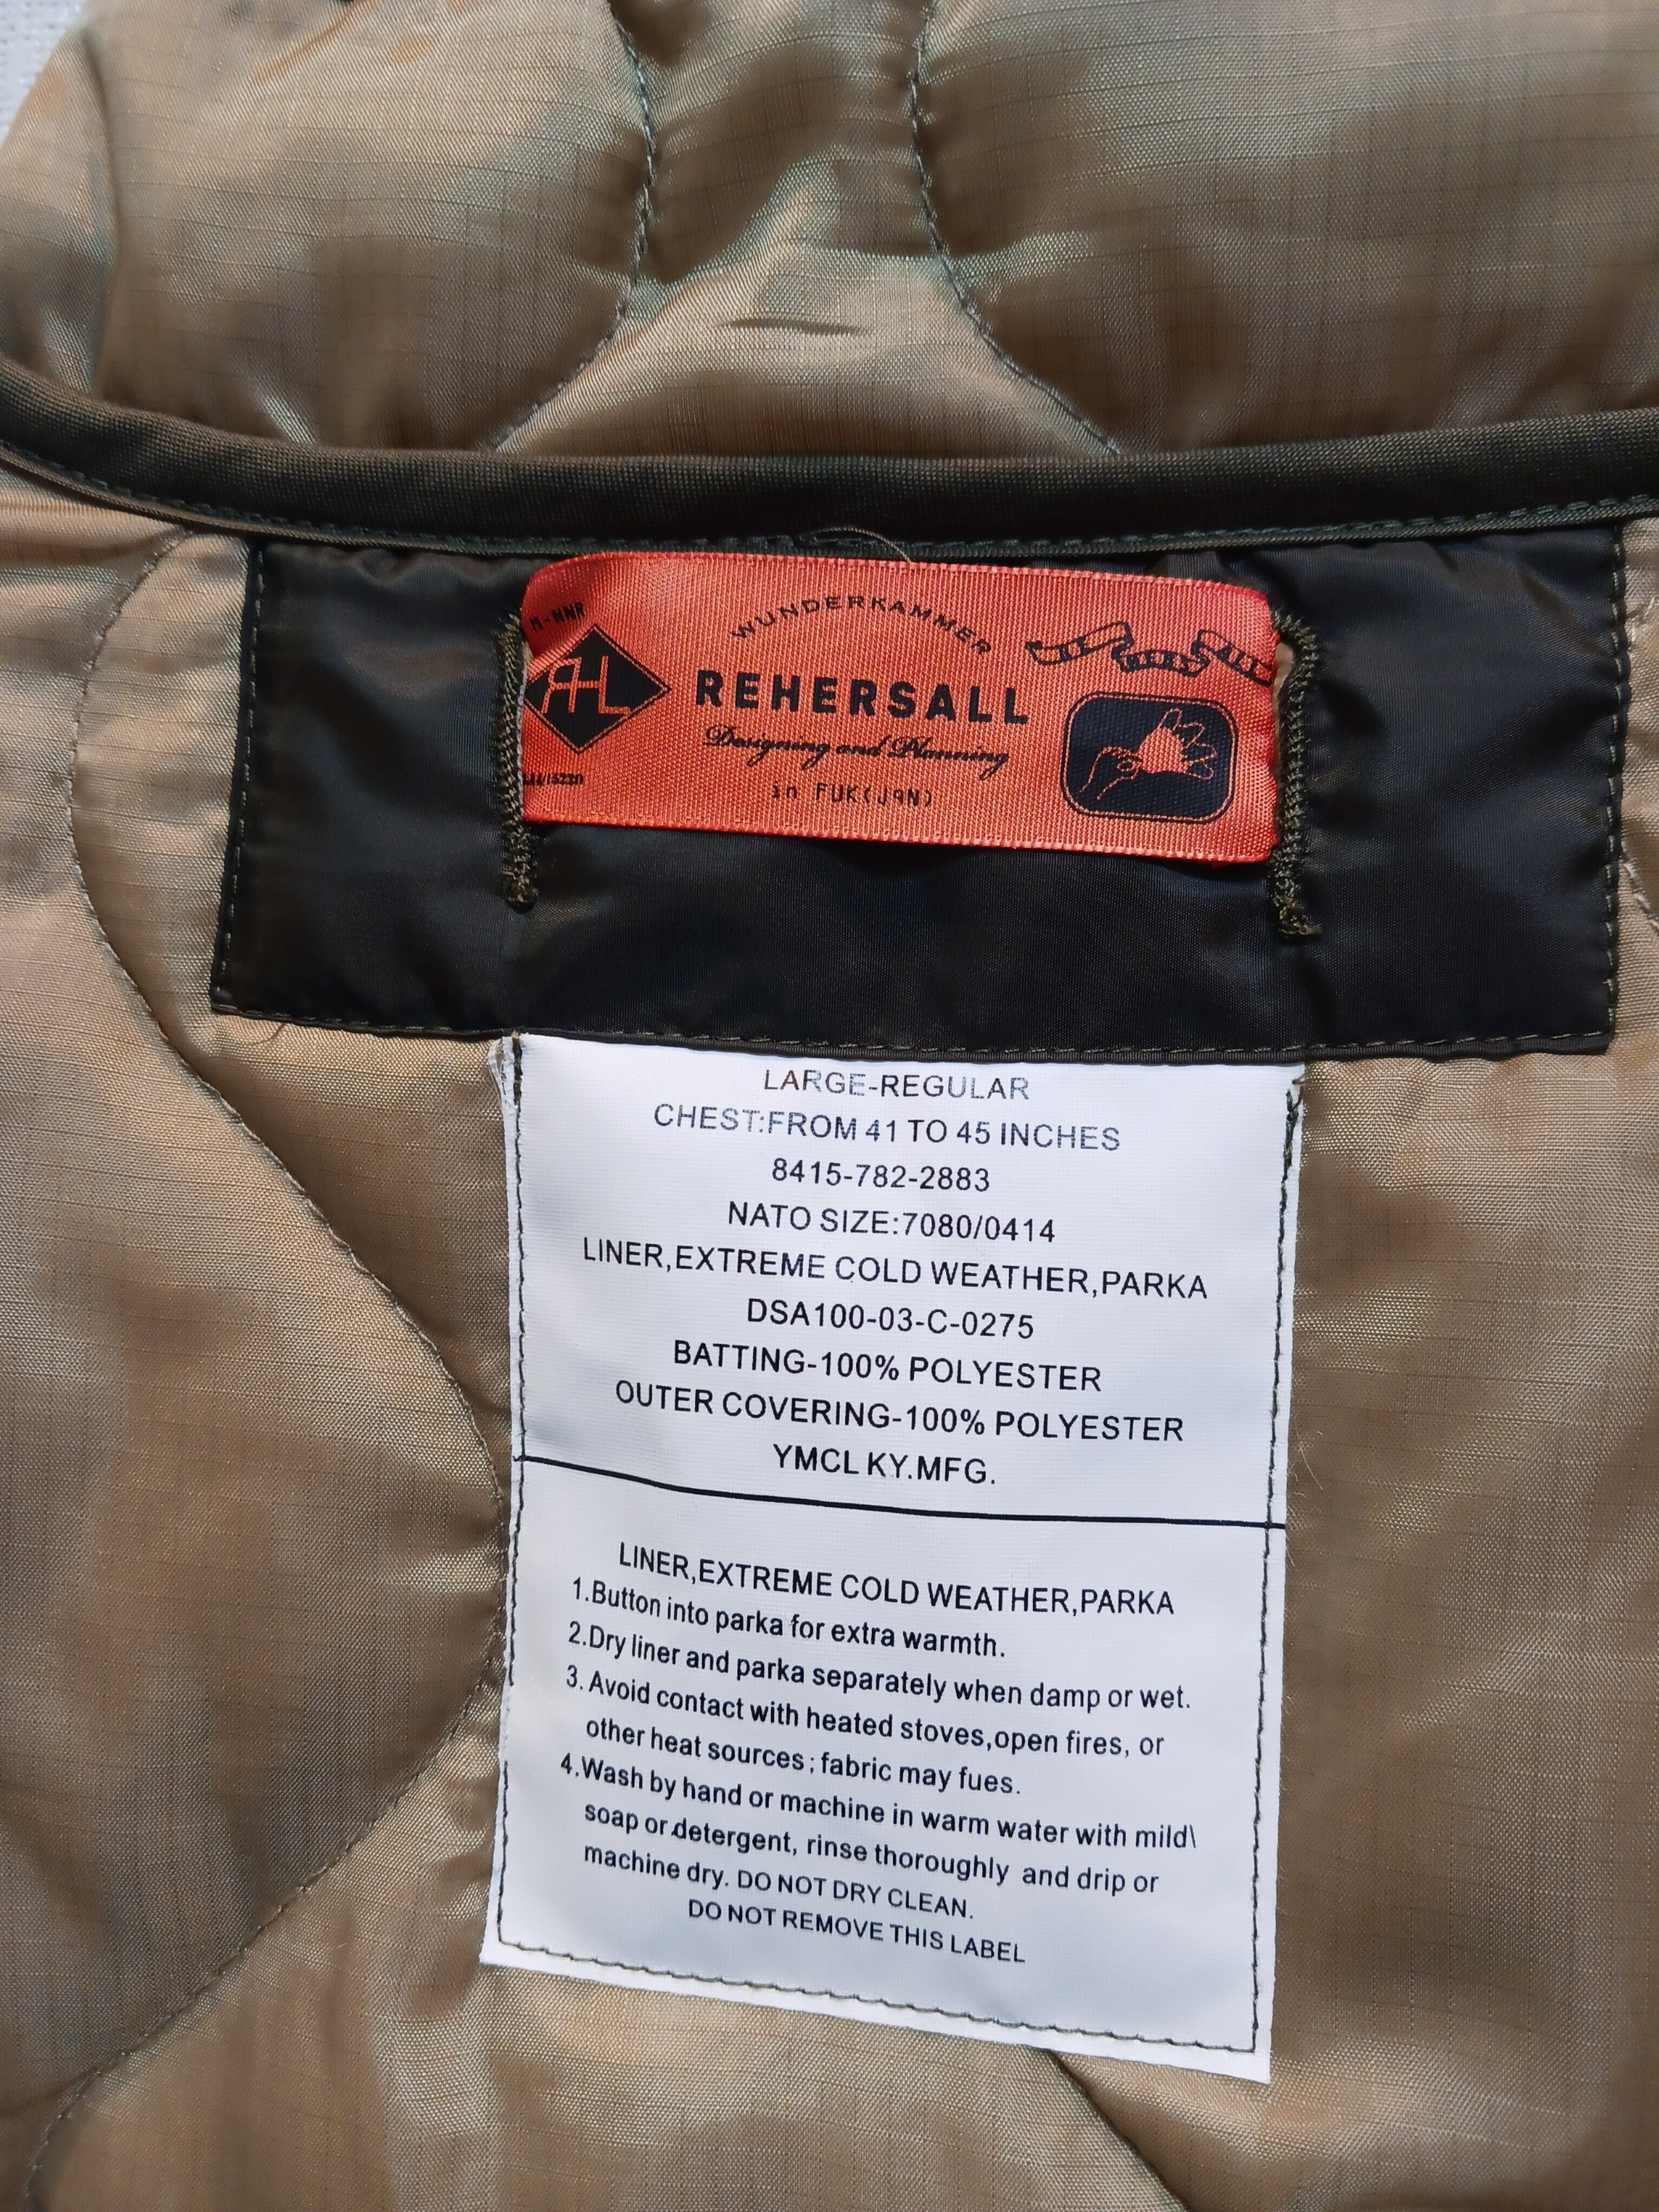 M-NNR
WUNDERKAMMER
RHL
REHERSALL
Designing and Planning
in FUK(J9N)
LARGE-REGULAR
CHEST:FROM 41 TO 45 INCHES
8415-782-2883
NATO SIZE:7080/0414
LINER,EXTREME COLD WEATHER,PARKA
DSA100-03-C-0275
BATTING-100% POLYESTER
OUTER COVERING-100% POLYESTER
YMCL KY.MFG.
LINER,EXTREME COLD WEATHER,PARKA
1.Button into parka for extra warmth.
2.Dry liner and parka separately when damp or wet.
3. Avoid contact with heated stoves,open fires, or
other heat sources; fabric may fues.
4.Wash by hand or machine in warm water with mild\
soap or.detergent, rinse thoroughly and drip or
machine dry. DO NOT DRY CLEAN.
DO NOT REMOVE THIS LABEL